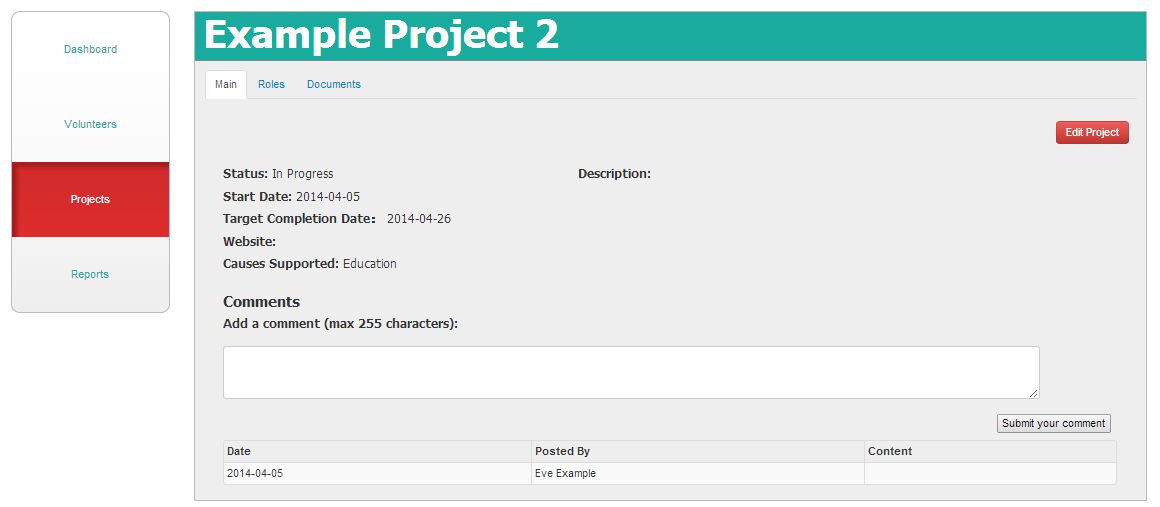 Dashboard
Volunteers
Projects
Reports
Example Project 2
Main Roles Documents
Edit Project
Status: In Progress
Start Date: 2014-04-05
Target Completion Date: 2014-04-26
Website:
Causes Supported: Education
Description:
Comments
Add a comment (max 255 characters):
Submit your comment
Date Posted By Content
2014-04-05 Eve Example